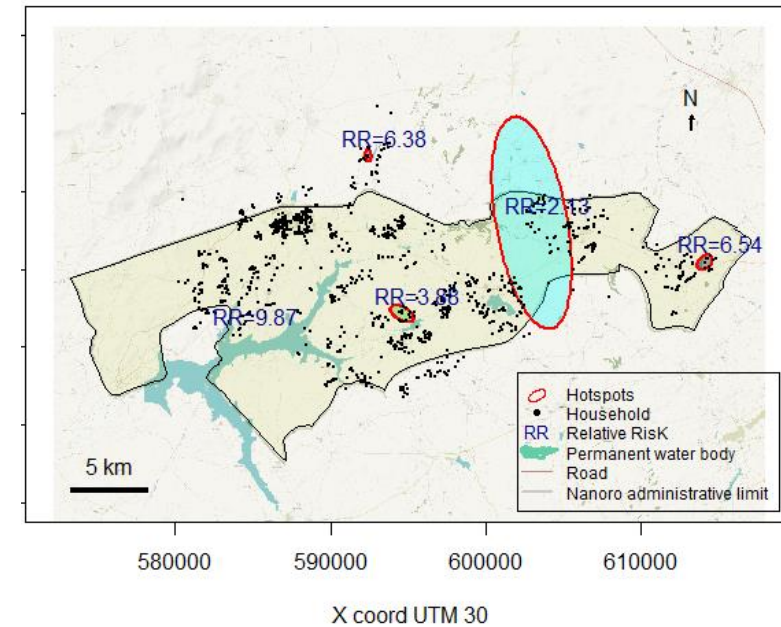 RR=6.38
N
RR=2.13
RR=6.54
RR=3.88
RR=9.87
Hotspots
Household
RR Relative RisK
Permanent water body
Road
Nanoro administrative limit
5 km
580000 590000 600000 610000
X coord UTM 30